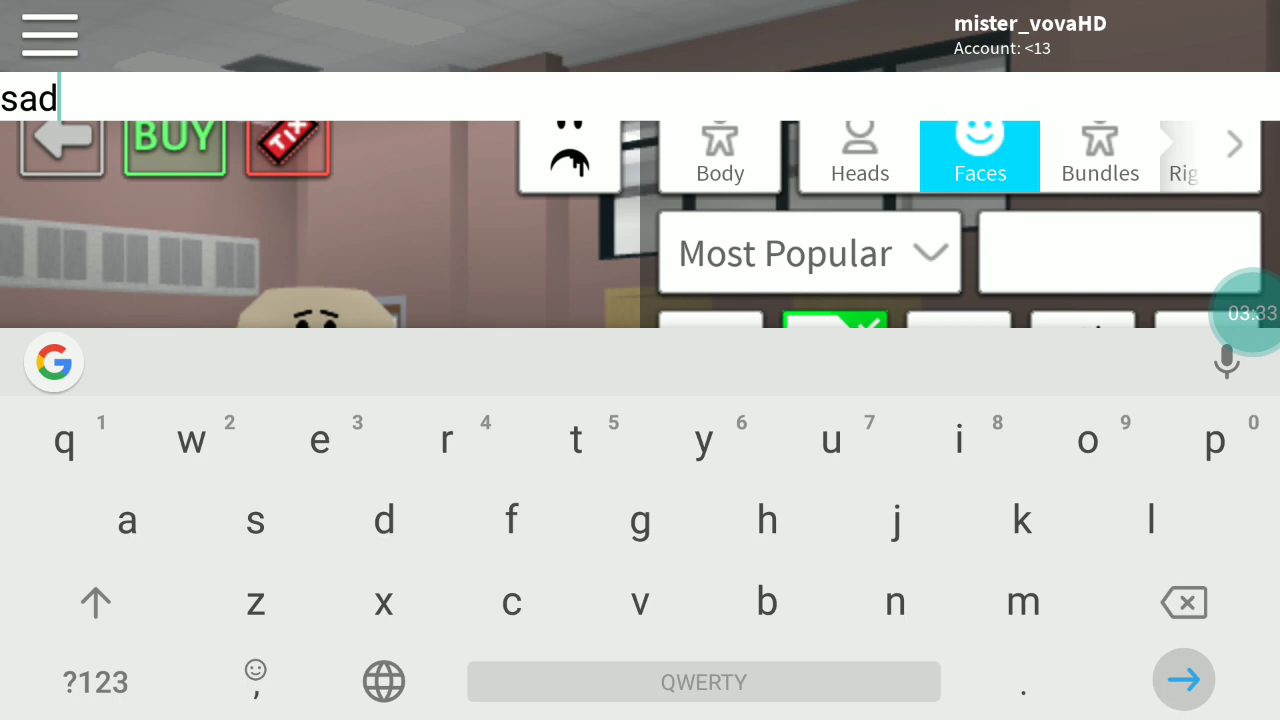 mister_vovaHD
Account: <13
sad
BUY
TIX
Body
Heads
Faces
Bundles
Rig
Most Popular
03:33
q 1 w 2 e 3 r 4 t 5 y 6 u 7 i 8 o 9 p 0
a s d f g h j k l
z x c v b n m
?123 , QWERTY .